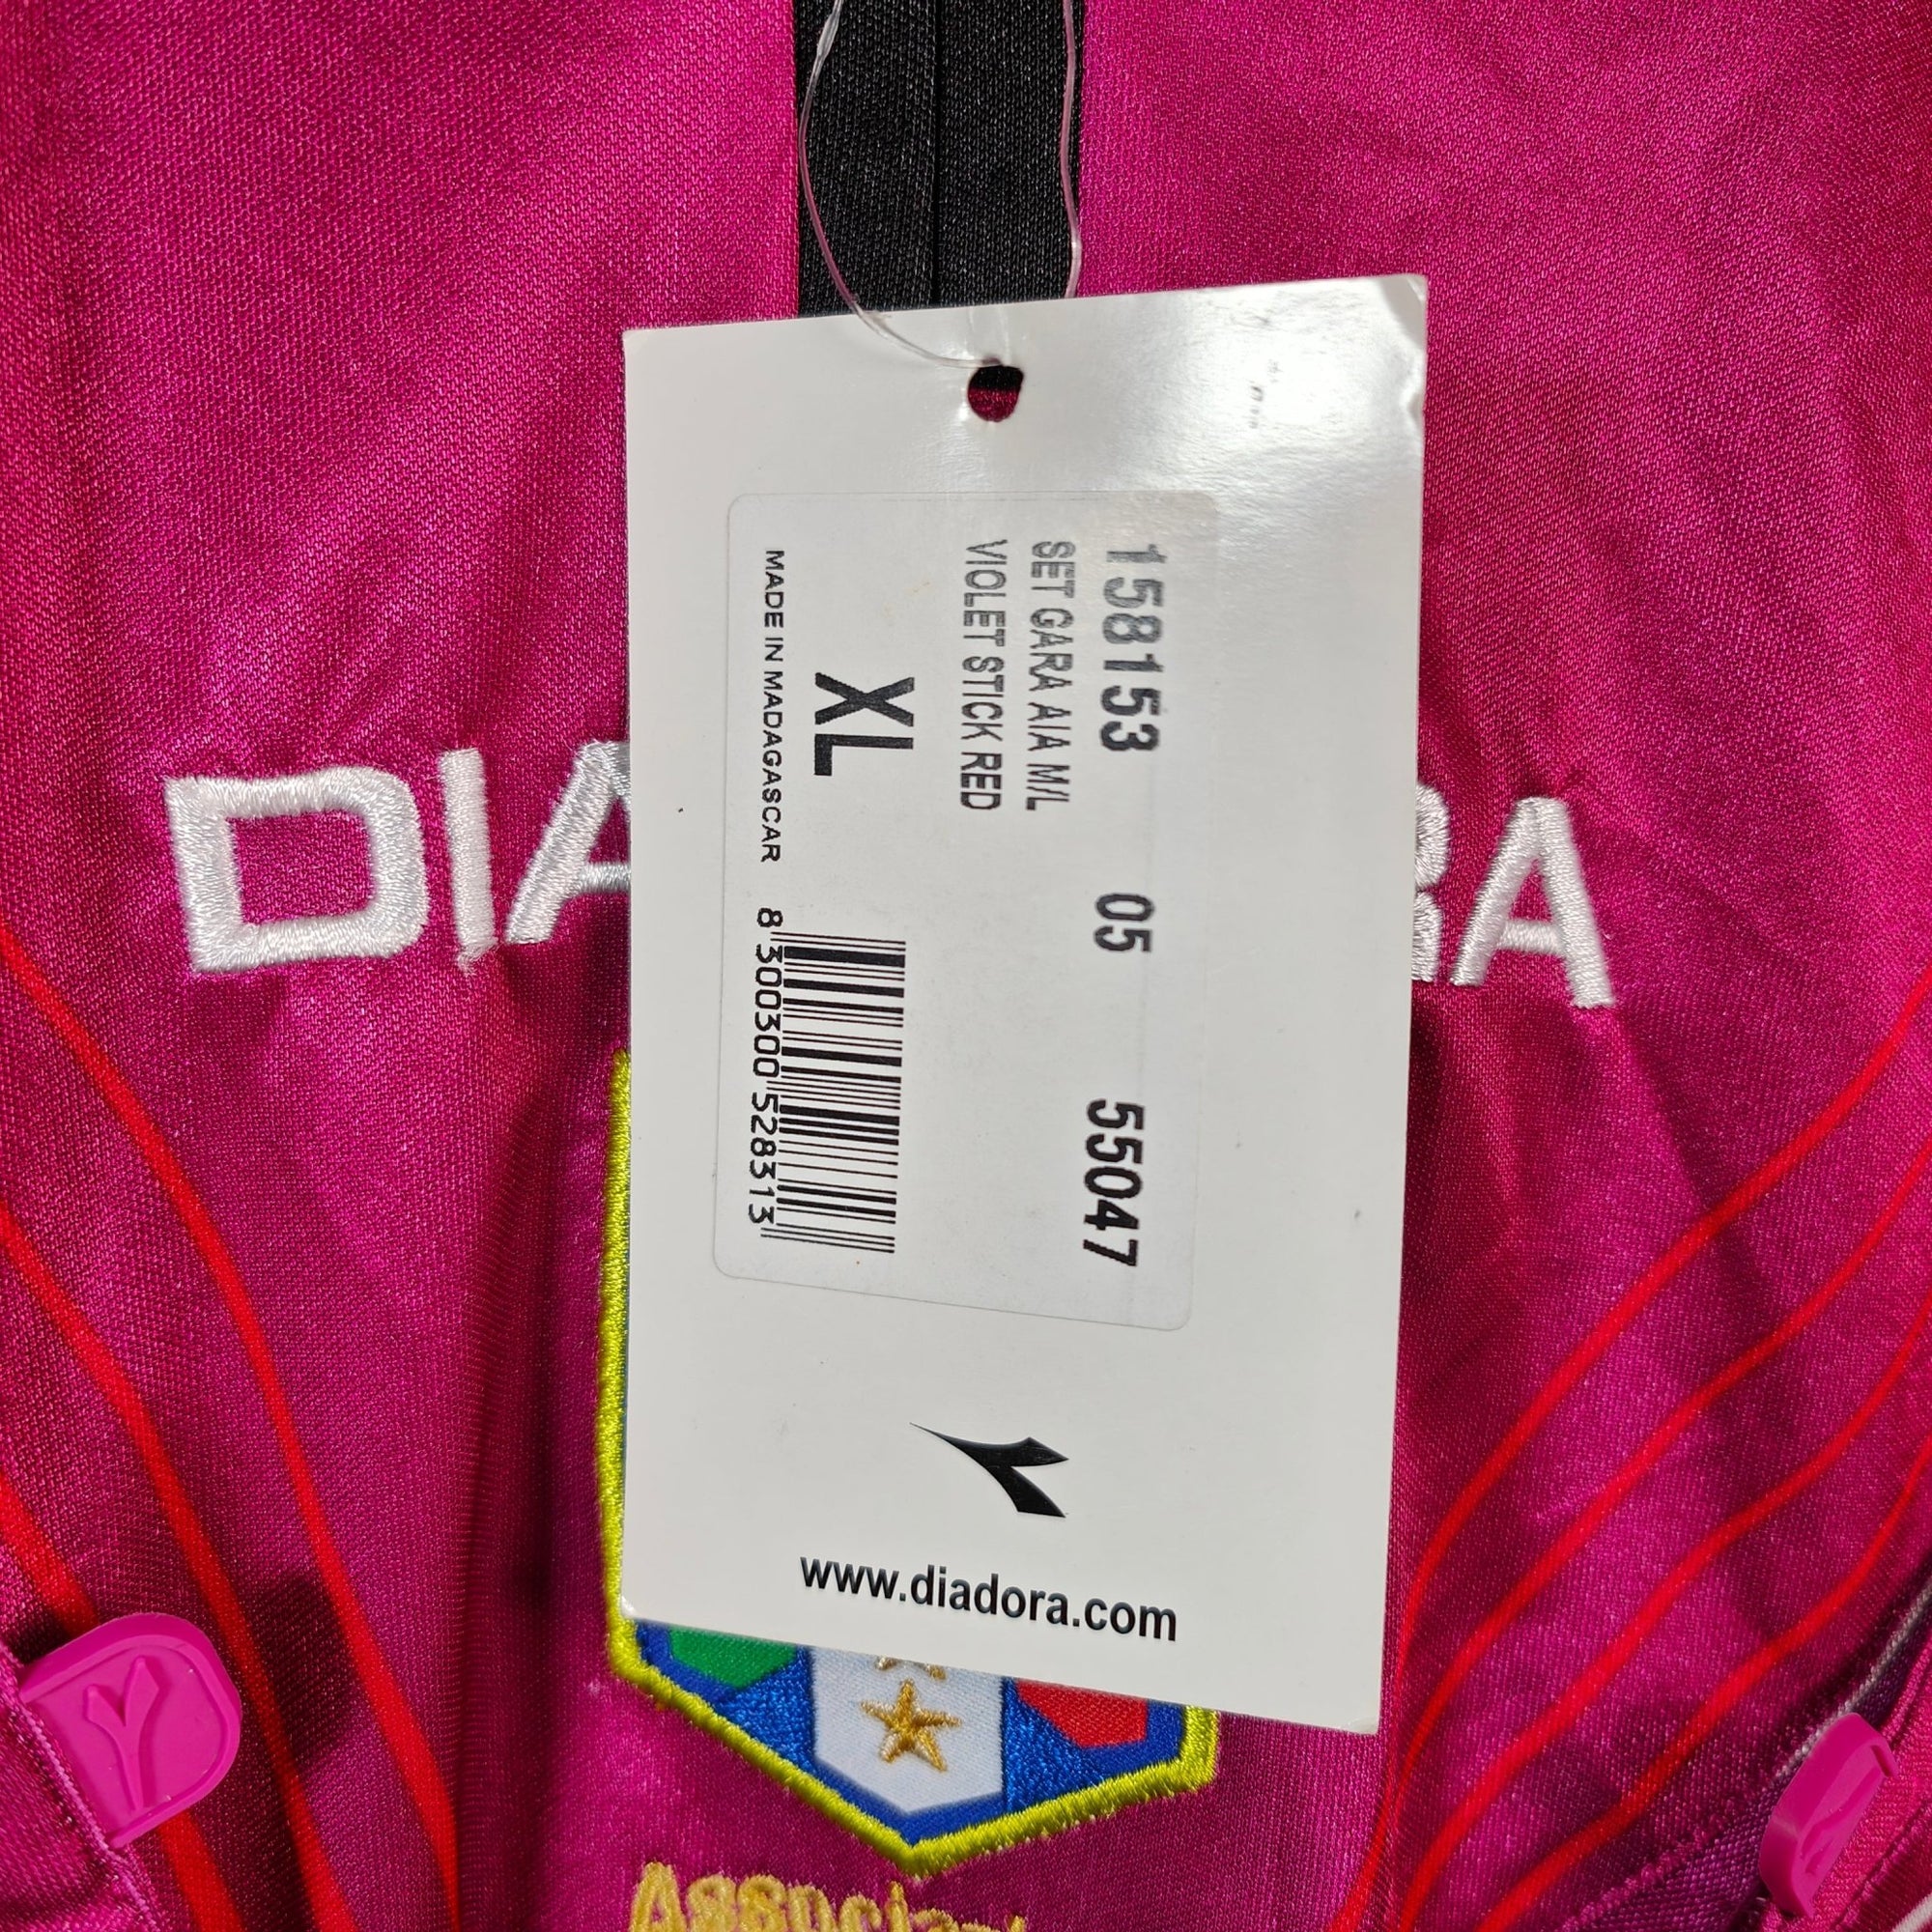 DIA
RA
158153 05 55047
SET GARA AIA M/L
VIOLET STICK RED
XL
MADE IN MADAGASCAR
8 300300 528313
www.diadora.com